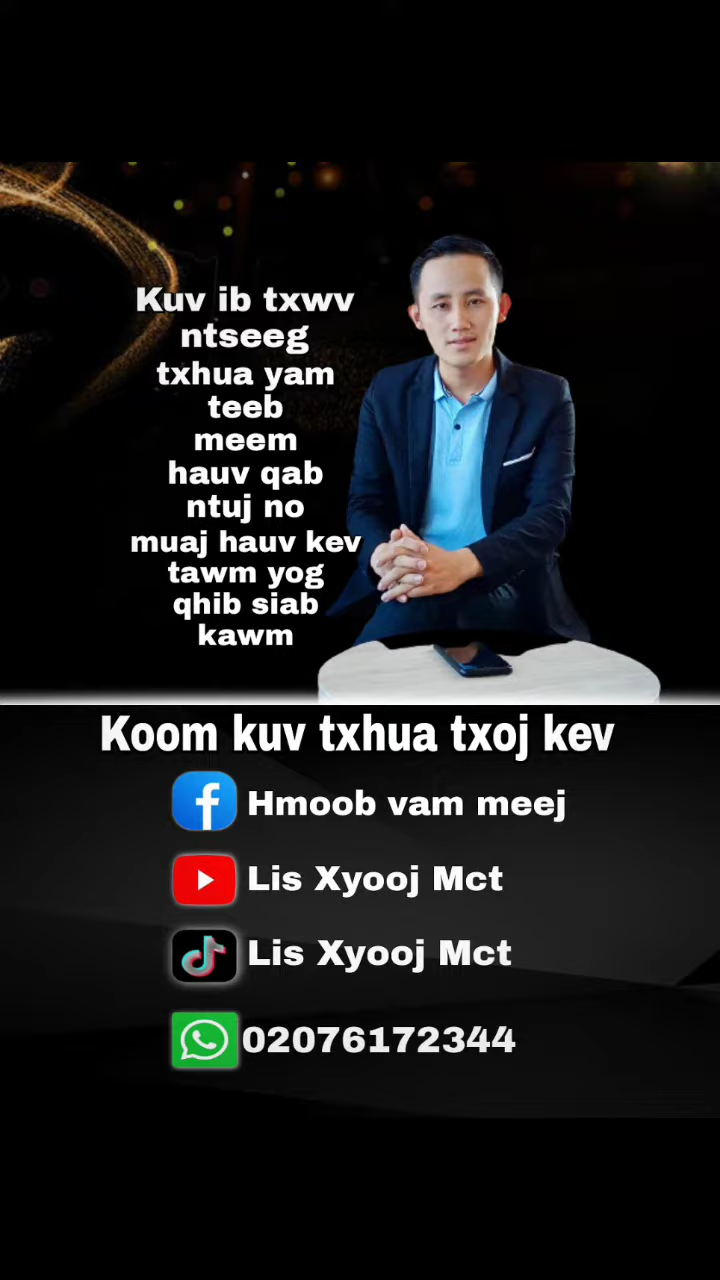 Kuv ib txwv
ntseeg
txhua yam
teeb
meem
hauv qab
ntuj no
muaj hauv kev
tawm yog
qhib siab
kawm
Koom kuv txhua txoj kev
Hmoob vam meej
Lis Xyooj Mct
Lis Xyooj Mct
02076172344